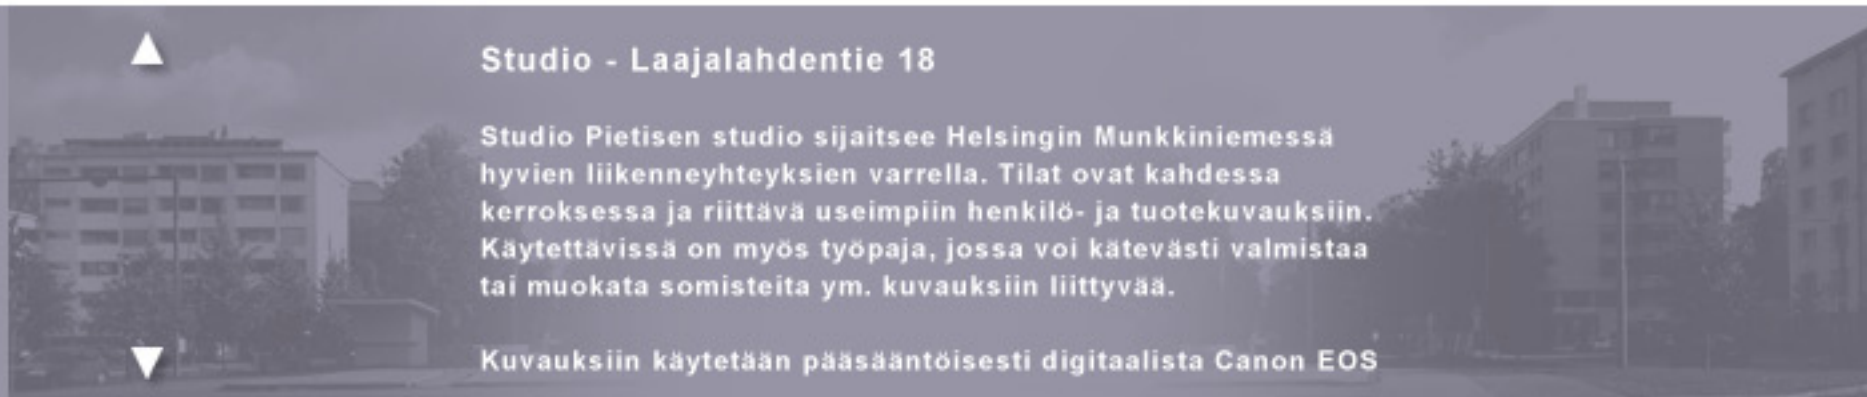 Studio - Laajalahdentie 18
Studio Pietisen studio sijaitsee Helsingin Munkkiniemessä
hyvien liikenneyhteyksien varrella. Tilat ovat kahdessa
kerroksessa ja riittävä useimpiin henkilö- ja tuotekuvauksiin.
Käytettävissä on myös työpaja, jossa voi kätevästi valmistaa
tai muokata somisteita ym. kuvauksiin liittyvää.
Kuvauksiin käytetään pääsääntöisesti digitaalista Canon EOS